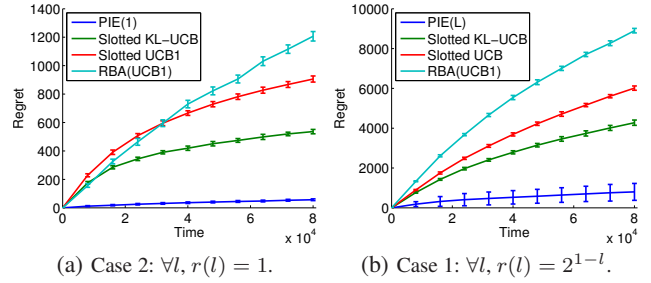 1400
1200
1000
800
600
400
200
0
Regret
PIE(1)
Slotted KL−UCB
Slotted UCB1
RBA(UCB1)
0 2 4 6 8
Time
x 10^4
(a) Case 2: ∀l, r(l) = 1.
10000
8000
6000
4000
2000
0
Regret
PIE(L)
Slotted KL−UCB
Slotted UCB
RBA(UCB1)
0 2 4 6 8
Time
x 10^4
(b) Case 1: ∀l, r(l) = 2^{1−l}.